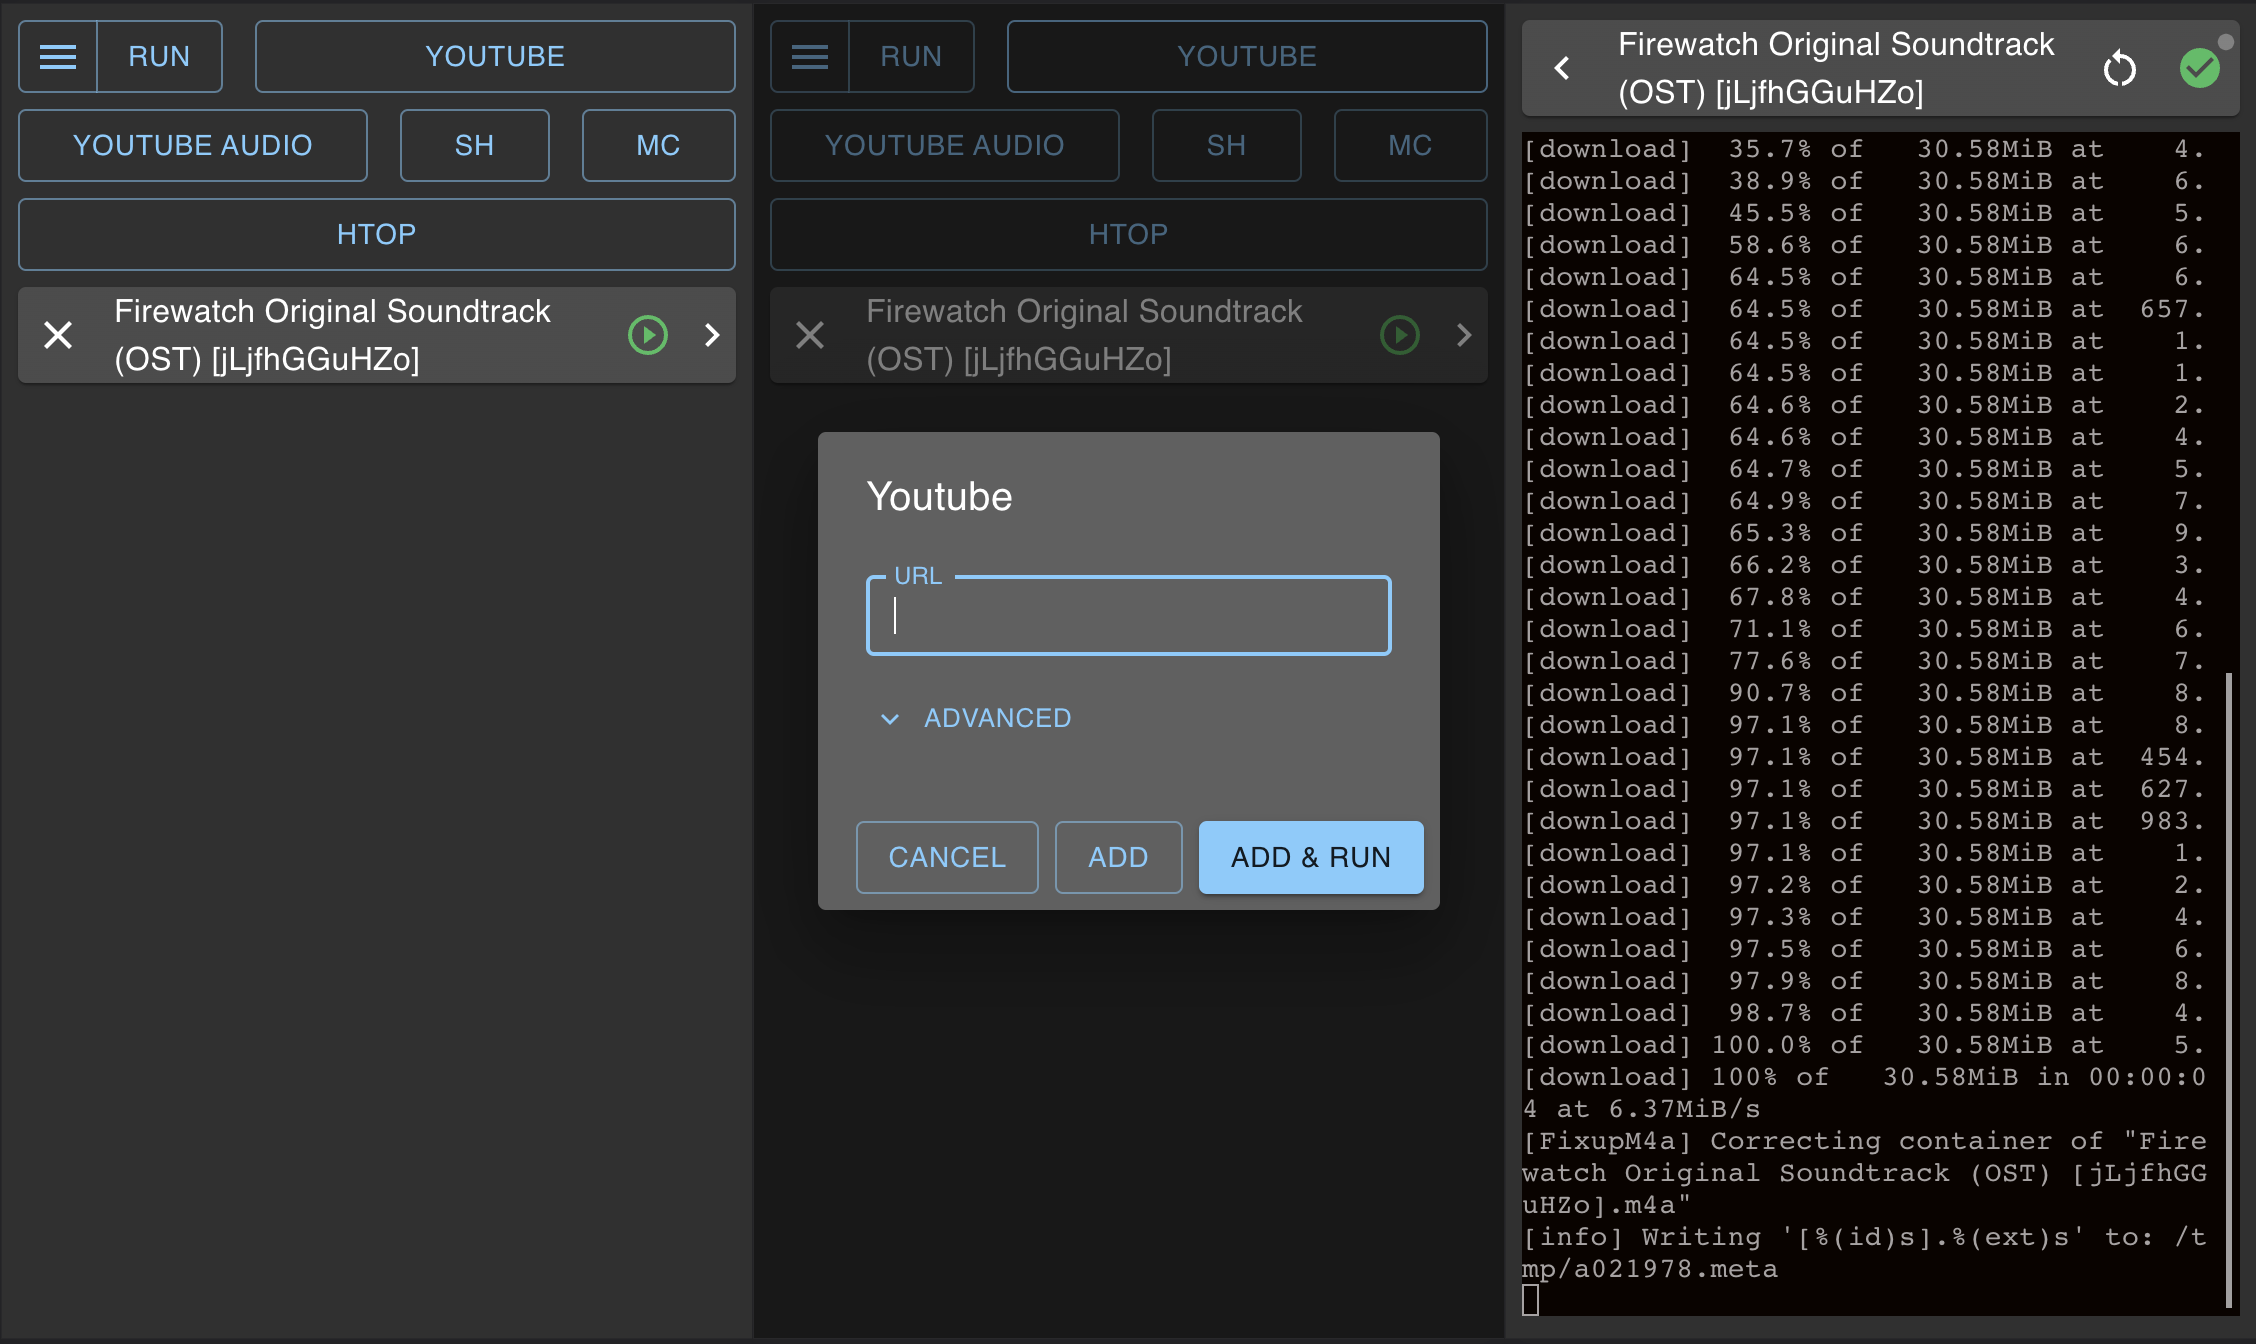 RUN
YOUTUBE
YOUTUBE AUDIO
SH
MC
HTOP
Firewatch Original Soundtrack
(OST) [jLjfhGGuHZo]
RUN
YOUTUBE
YOUTUBE AUDIO
SH
MC
HTOP
Firewatch Original Soundtrack
(OST) [jLjfhGGuHZo]
Youtube
URL
ADVANCED
CANCEL
ADD
ADD & RUN
Firewatch Original Soundtrack
(OST) [jLjfhGGuHZo]
[download]  35.7% of   30.58MiB at    4.
[download]  38.9% of   30.58MiB at    6.
[download]  45.5% of   30.58MiB at    5.
[download]  58.6% of   30.58MiB at    6.
[download]  64.5% of   30.58MiB at    6.
[download]  64.5% of   30.58MiB at  657.
[download]  64.5% of   30.58MiB at    1.
[download]  64.5% of   30.58MiB at    1.
[download]  64.6% of   30.58MiB at    2.
[download]  64.6% of   30.58MiB at    4.
[download]  64.7% of   30.58MiB at    5.
[download]  64.9% of   30.58MiB at    7.
[download]  65.3% of   30.58MiB at    9.
[download]  66.2% of   30.58MiB at    3.
[download]  67.8% of   30.58MiB at    4.
[download]  71.1% of   30.58MiB at    6.
[download]  77.6% of   30.58MiB at    7.
[download]  90.7% of   30.58MiB at    8.
[download]  97.1% of   30.58MiB at    8.
[download]  97.1% of   30.58MiB at  454.
[download]  97.1% of   30.58MiB at  627.
[download]  97.1% of   30.58MiB at  983.
[download]  97.1% of   30.58MiB at    1.
[download]  97.2% of   30.58MiB at    2.
[download]  97.3% of   30.58MiB at    4.
[download]  97.5% of   30.58MiB at    6.
[download]  97.9% of   30.58MiB at    8.
[download]  98.7% of   30.58MiB at    4.
[download] 100.0% of   30.58MiB at    5.
[download] 100% of   30.58MiB in 00:00:0
4 at 6.37MiB/s
[FixupM4a] Correcting container of "Fire
watch Original Soundtrack (OST) [jLjfhGG
uHZo].m4a"
[info] Writing '[%(id)s].%(ext)s' to: /t
mp/a021978.meta